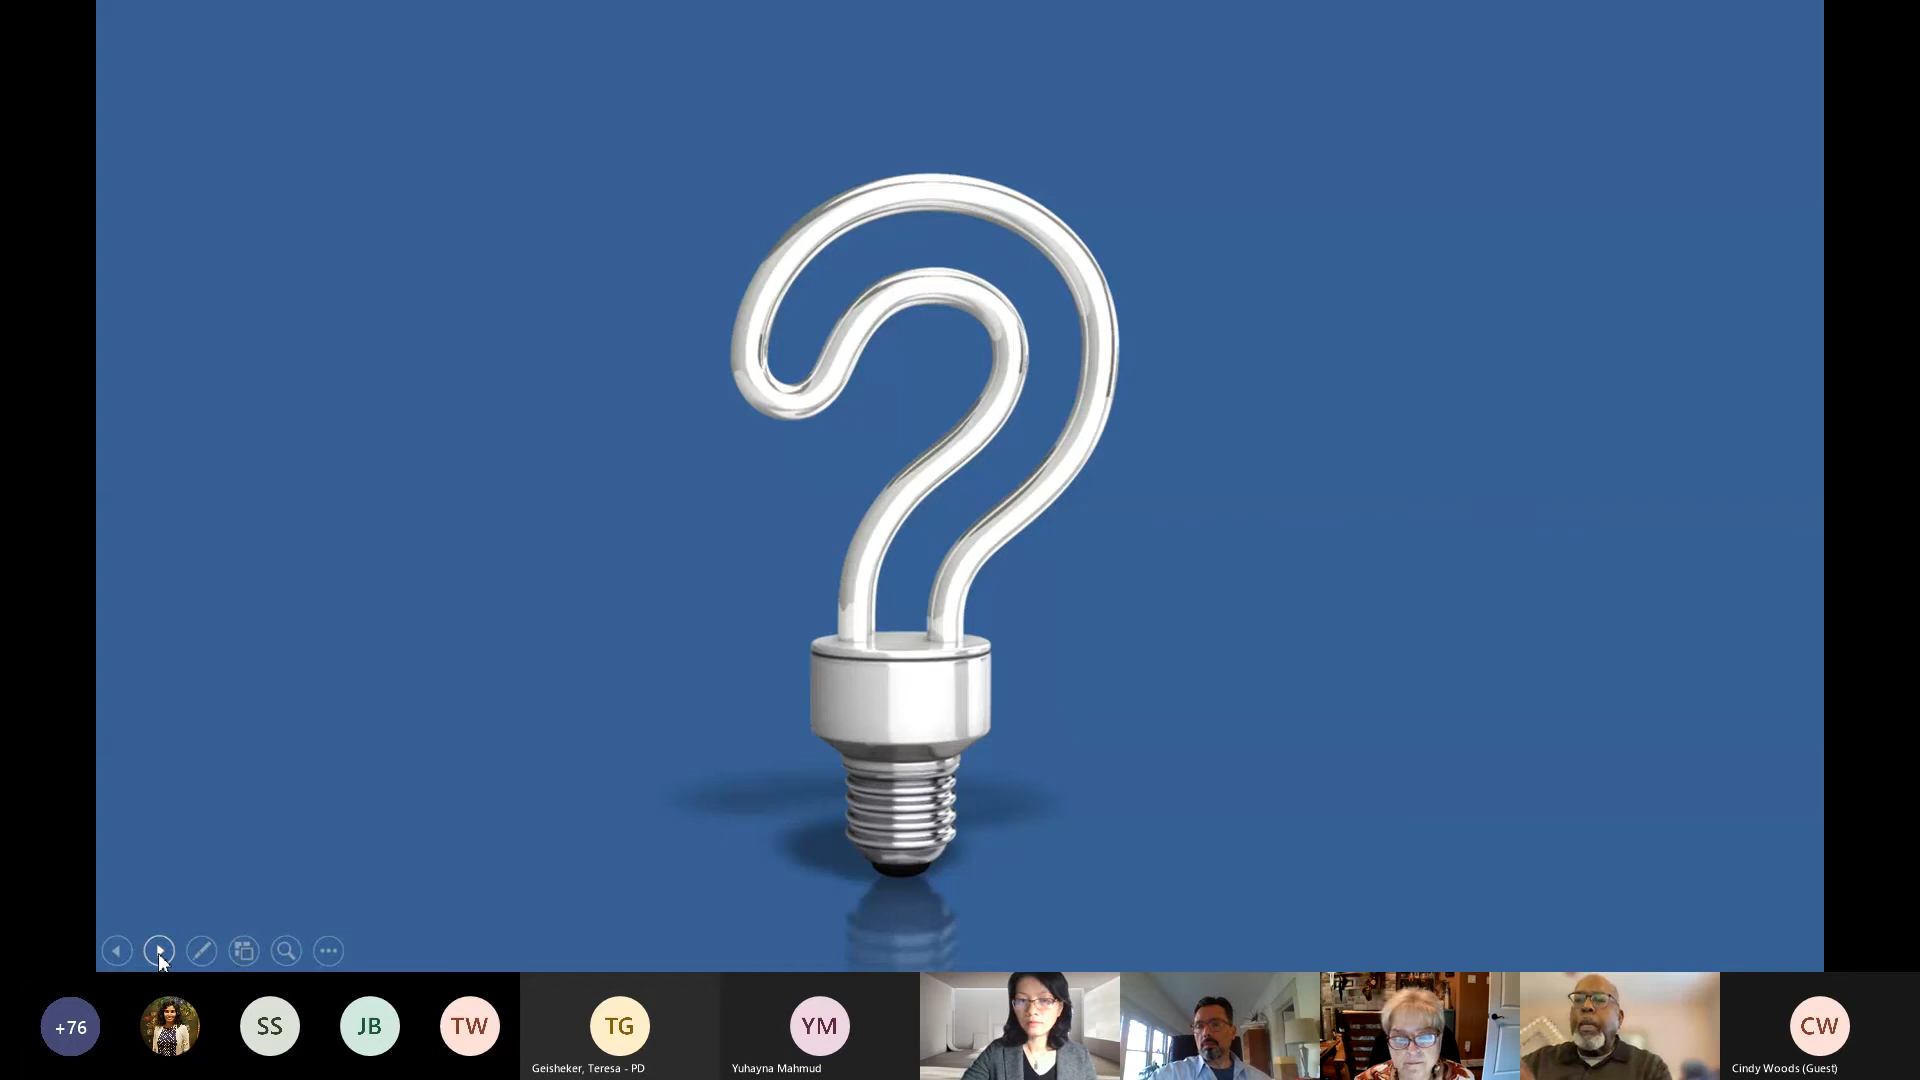 +76
SS
JB
TW
TG
Geisheker, Teresa - PD
YM
Yuhayna Mahmud
CW
Cindy Woods (Guest)